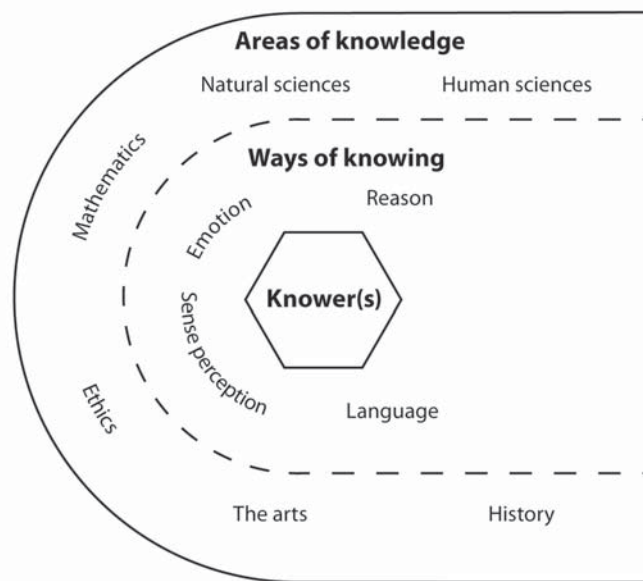 Areas of knowledge
Natural sciences
Human sciences
Mathematics
Ways of knowing
Emotion
Reason
Knower(s)
Sense perception
Language
Ethics
The arts
History